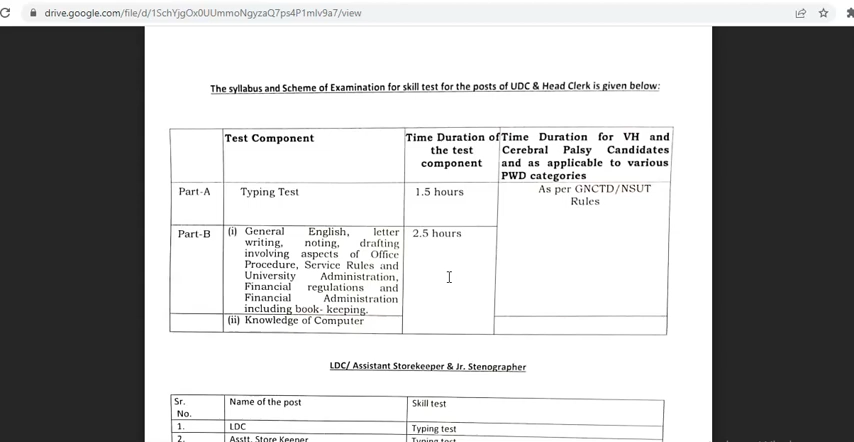 drive.google.com/file/d/1SchYjgOx0UUmmoNgyzaQ7ps4P1mlv9a7/view
The syllabus and Scheme of Examination for skill test for the posts of UDC & Head Clerk is given below:
Test Component
Time Duration of the test component
Time Duration for VH and Cerebral Palsy Candidates and as applicable to various PWD categories
Part-A
Typing Test
1.5 hours
As per GNCTD/NSUT Rules
Part-B
(i) General English, letter
writing, noting, drafting
involving aspects of Office
Procedure, Service Rules and
University Administration,
Financial regulations and
Financial Administration
including book- keeping.
2.5 hours
(ii) Knowledge of Computer
LDC/ Assistant Storekeeper & Jr. Stenographer
Sr. No.
Name of the post
Skill test
1.
LDC
Typing test
2.
Asstt. Store Keeper
Typing test